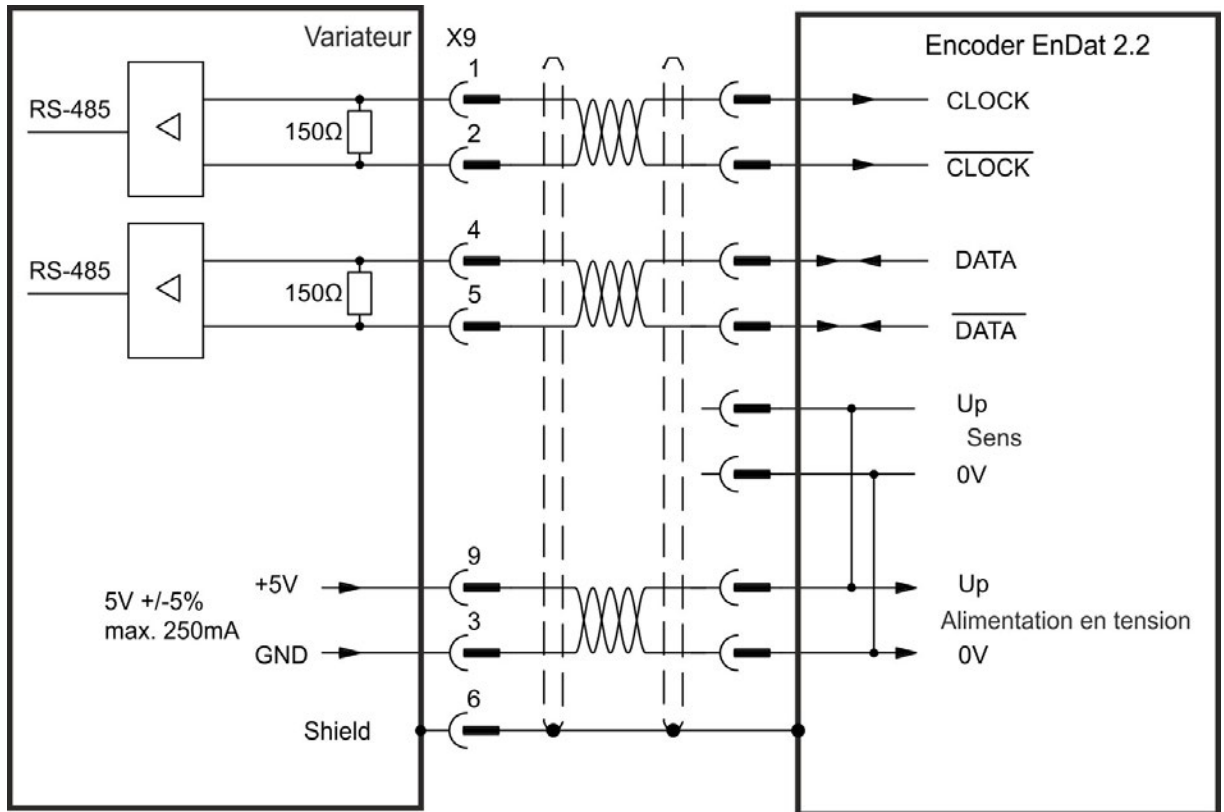 Variateur
X9
Encoder EnDat 2.2
1
RS-485
150Ω
CLOCK
2
CLOCK
4
RS-485
150Ω
DATA
5
DATA
Up
Sens
0V
9
+5V
Up
5V +/-5%
max. 250mA
Alimentation en tension
3
GND
0V
6
Shield